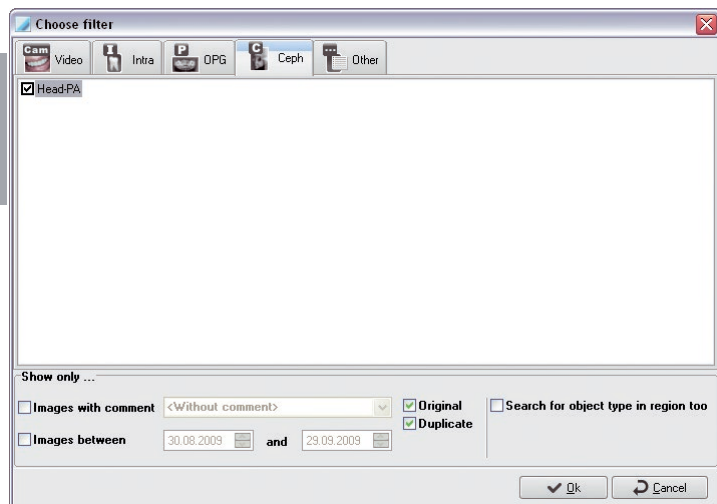 Choose filter
Cam Video I Intra P OPG C Ceph Other
Head-PA
Show only ...
Images with comment <Without comment> Original Search for object type in region too
Duplicate
Images between 30.08.2009 and 29.09.2009
Ok Cancel